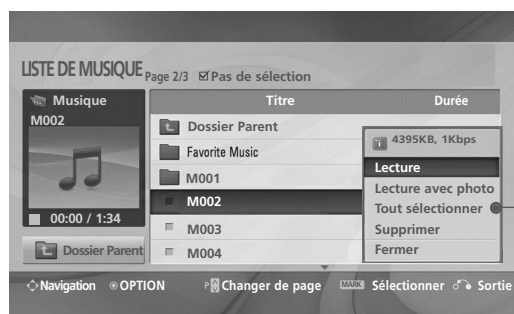 LISTE DE MUSIQUE Page 2/3 Pas de sélection
Musique
M002
00:00 / 1:34
Dossier Parent
Titre Durée
Dossier Parent
Favorite Music
M001
M002
M003
M004
4395KB, 1Kbps
Lecture
Lecture avec photo
Tout sélectionner
Supprimer
Fermer
Navigation OPTION P Changer de page MARK Sélectionner Sortie